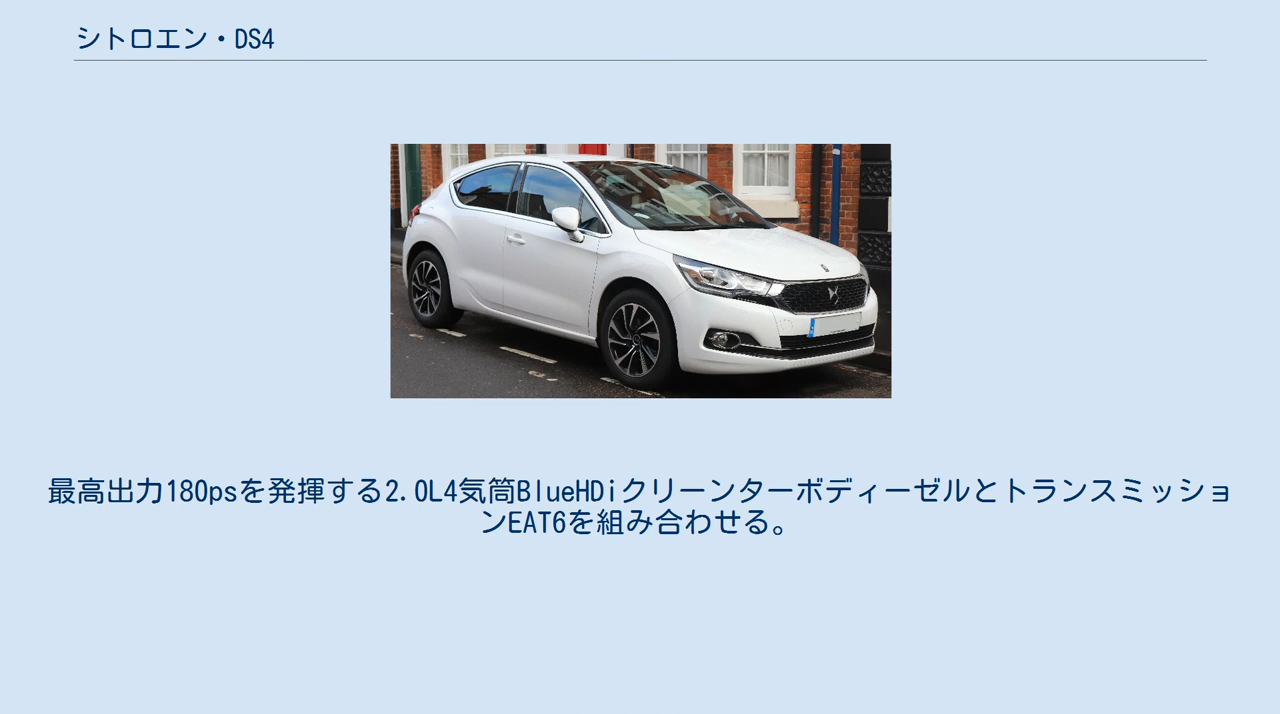 シトロエン・DS4
最高出力180psを発揮する2.0L4気筒BlueHDiクリーンターボディーゼルとトランスミッショ
ンEAT6を組み合わせる。